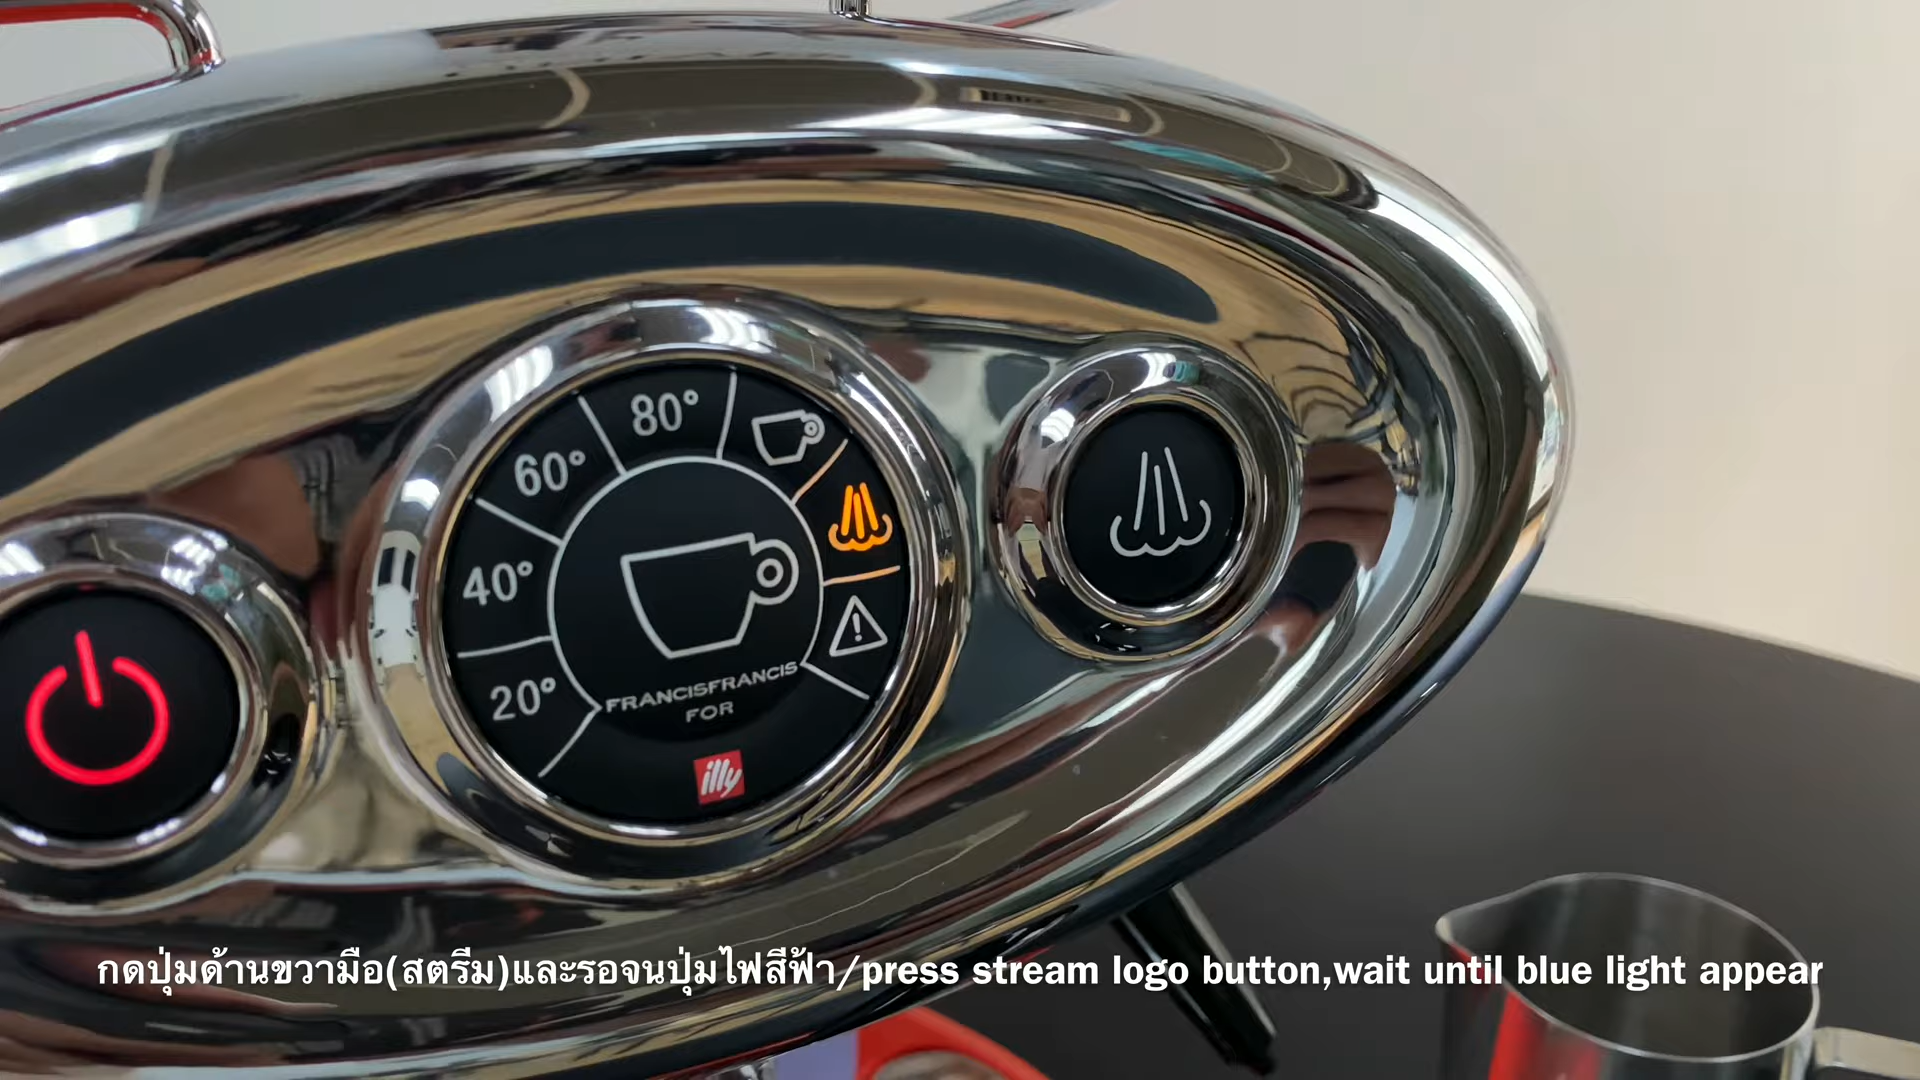 80°
60°
40°
20°
FRANCISFRANCIS
FOR
illy
กดปุ่มด้านขวามือ(สตรีม)และรอจนปุ่มไฟสีฟ้า/press stream logo button,wait until blue light appear